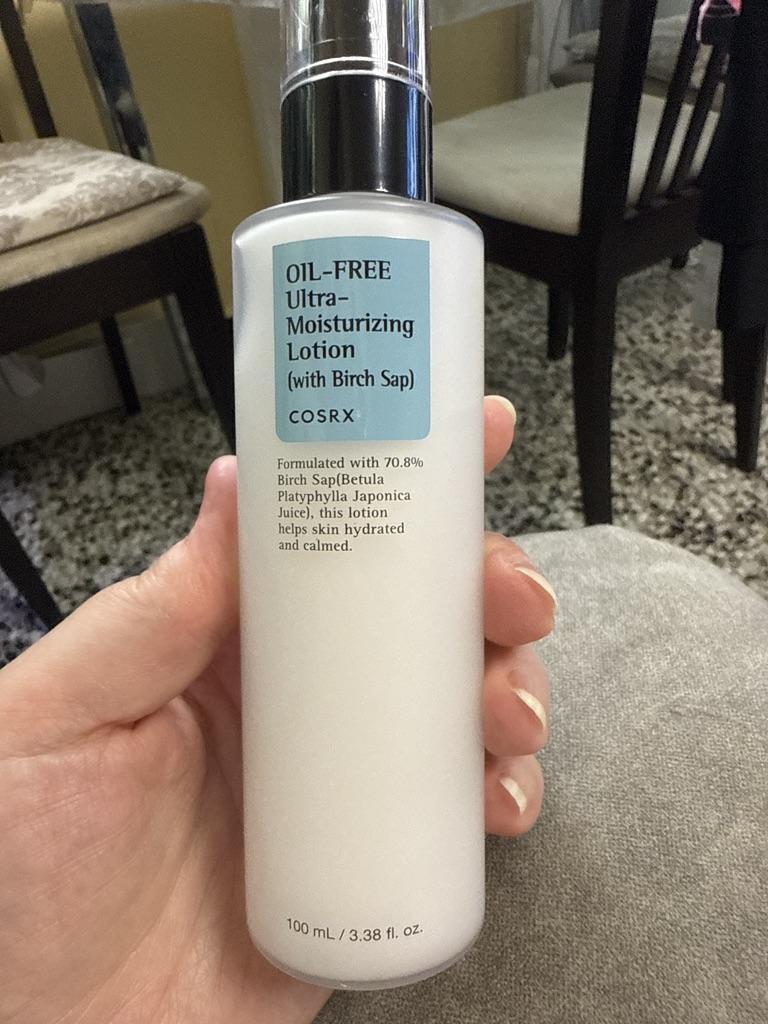 OIL-FREE
Ultra-
Moisturizing
Lotion
(with Birch Sap)
COSRX
Formulated with 70.8%
Birch Sap(Betula
Platyphylla Japonica
Juice), this lotion
helps skin hydrated
and calmed.
100 mL / 3.38 fl. oz.